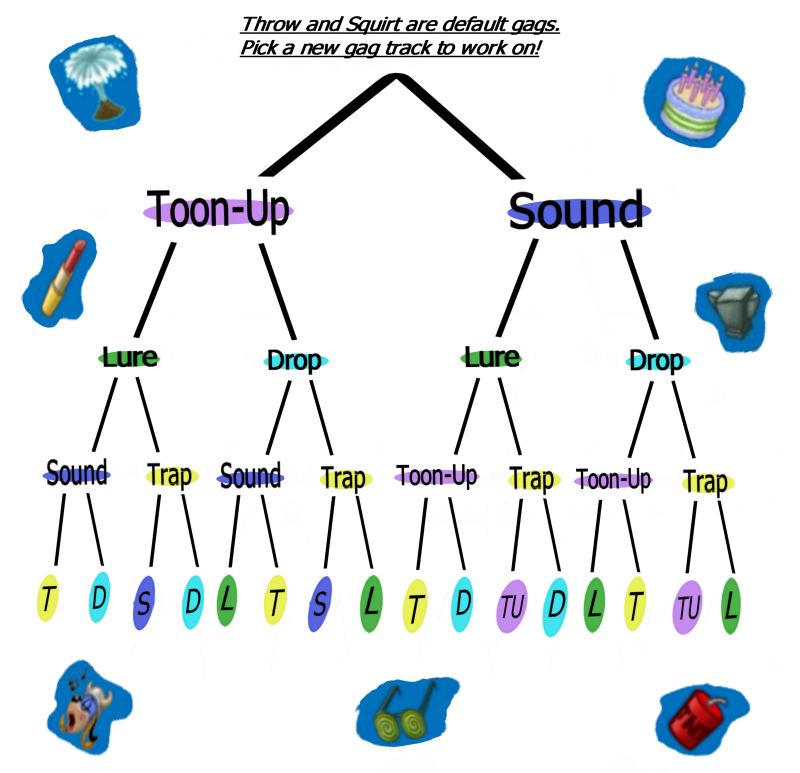 Throw and Squirt are default gags.
Pick a new gag track to work on!
Toon-Up Sound
Lure Drop Lure Drop
Sound Trap Sound Trap Toon-Up Trap Toon-Up Trap
T D S D L T S L T D TU D L T TU L
TNT